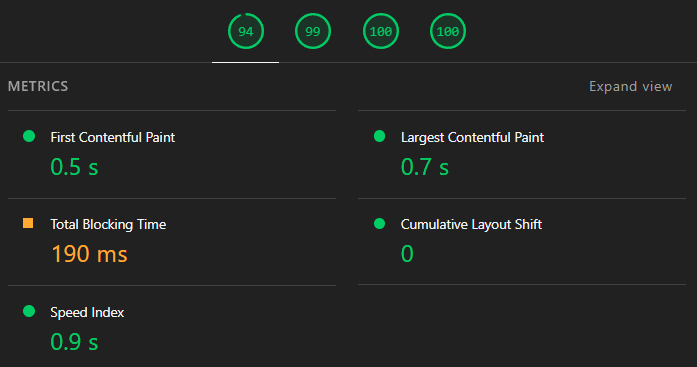 94 99 100 100
METRICS Expand view
First Contentful Paint
0.5 s
Largest Contentful Paint
0.7 s
Total Blocking Time
190 ms
Cumulative Layout Shift
0
Speed Index
0.9 s